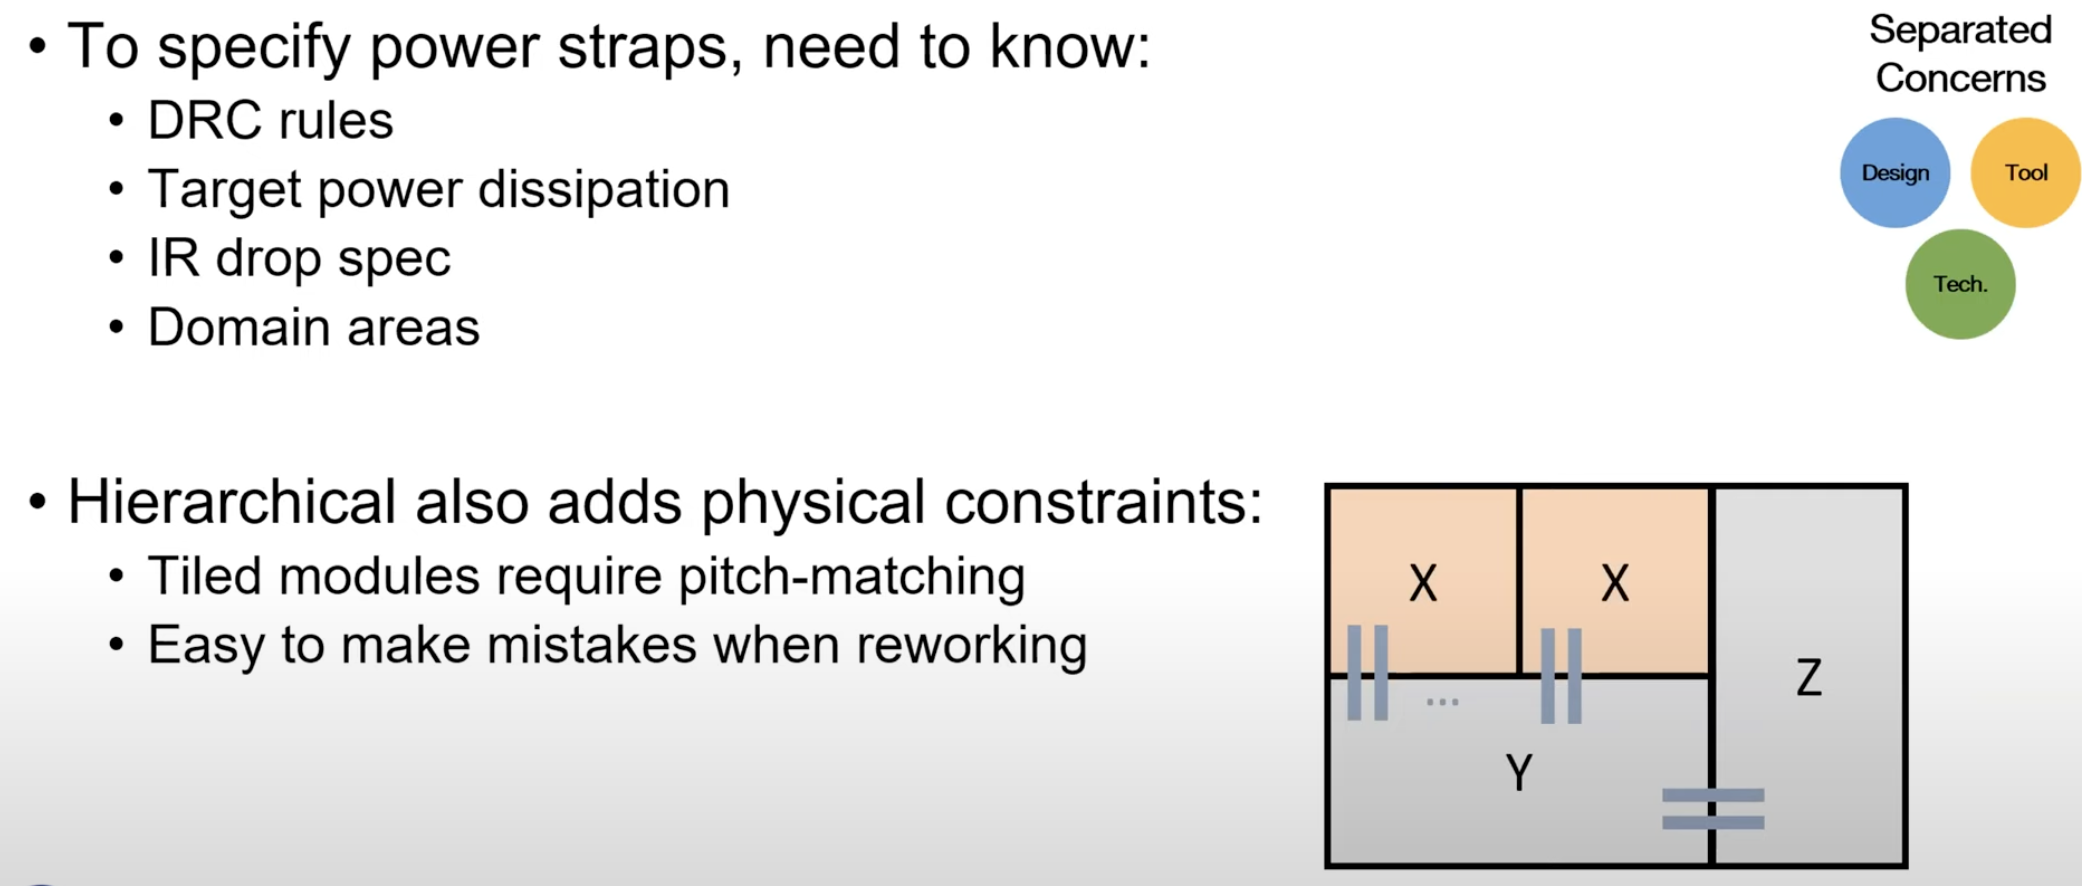 • To specify power straps, need to know:
• DRC rules
• Target power dissipation
• IR drop spec
• Domain areas
• Hierarchical also adds physical constraints:
• Tiled modules require pitch-matching
• Easy to make mistakes when reworking
Separated
Concerns
Design
Tool
Tech.
X
X
...
Y
Z